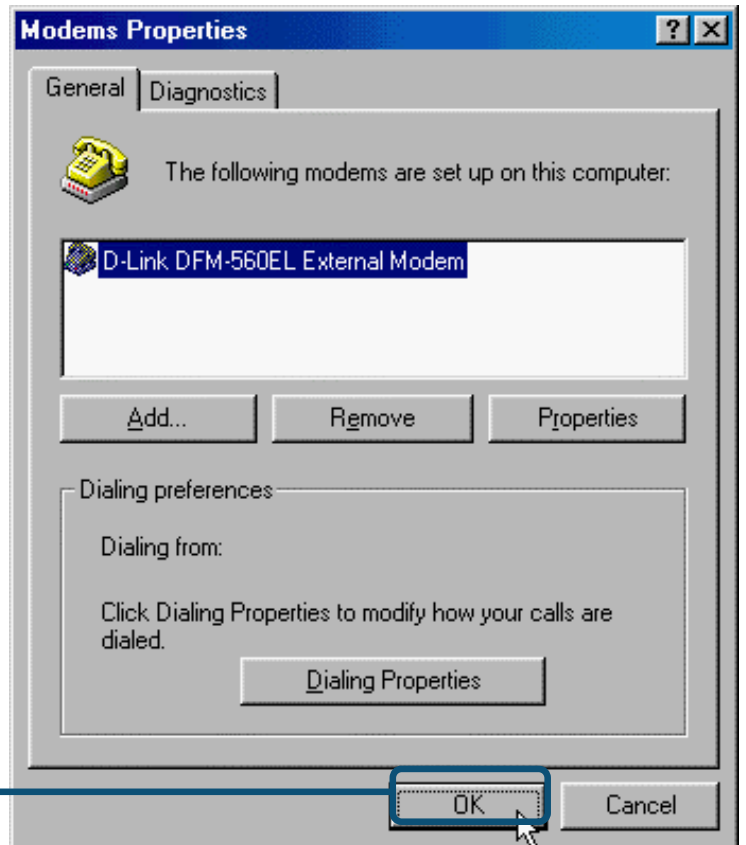 Modems Properties
General
Diagnostics
The following modems are set up on this computer:
D-Link DFM-560EL External Modem
Add...
Remove
Properties
Dialing preferences
Dialing from:
Click Dialing Properties to modify how your calls are
dialed.
Dialing Properties
OK
Cancel